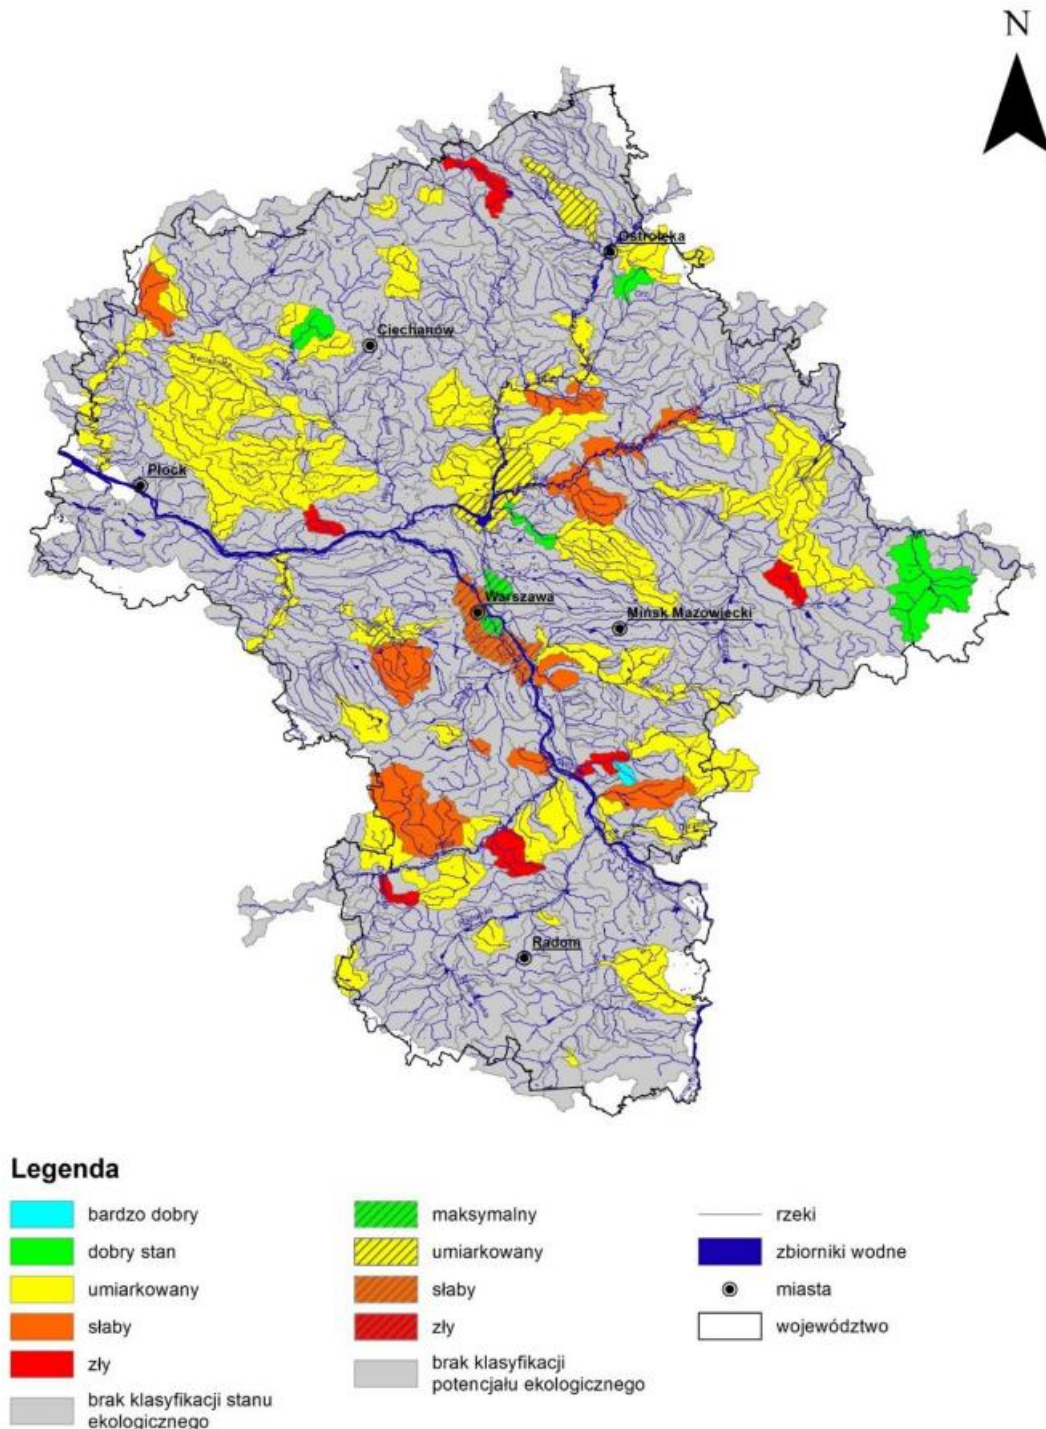 N
Ostrołęka
Ciechanów
Płock
Warszawa
Mińsk Mazowiecki
Radom
Legenda
bardzo dobry
dobry stan
umiarkowany
słaby
zły
brak klasyfikacji stanu
ekologicznego
maksymalny
umiarkowany
słaby
zły
brak klasyfikacji
potencjału ekologicznego
rzeki
zbiorniki wodne
miasta
województwo